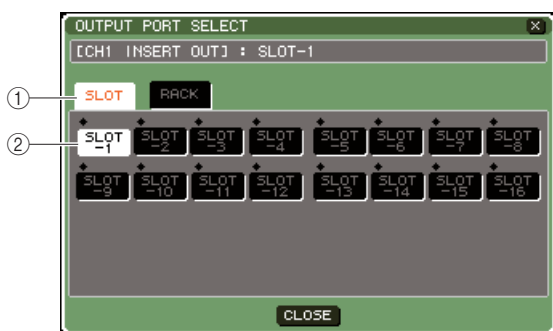 OUTPUT PORT SELECT
[CH1 INSERT OUT] : SLOT-1
① SLOT RACK
② SLOT-1 SLOT-2 SLOT-3 SLOT-4 SLOT-5 SLOT-6 SLOT-7 SLOT-8
SLOT-9 SLOT-10 SLOT-11 SLOT-12 SLOT-13 SLOT-14 SLOT-15 SLOT-16
CLOSE